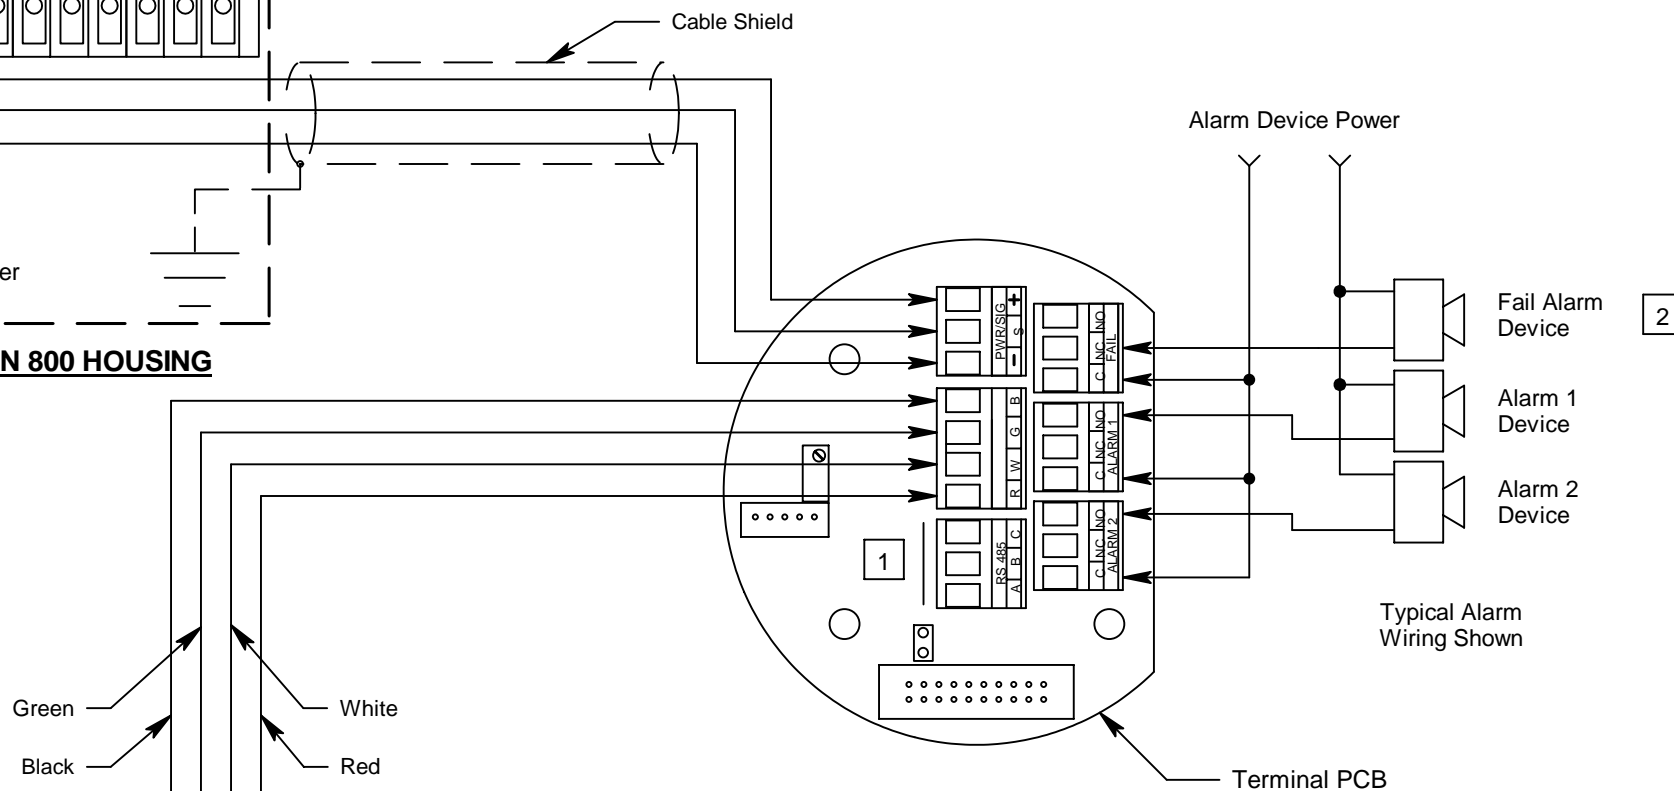 Cable Shield
Alarm Device Power
er
N 800 HOUSING
Fail Alarm
Device
2
Alarm 1
Device
Alarm 2
Device
Typical Alarm
Wiring Shown
PWR/SIG
+
S
-
B
G
W
R
RS 485
C
B
A
NO
NC
C
FAIL
NO
NC
C
ALARM 1
NO
NC
C
ALARM 2
1
Green
White
Black
Red
Terminal PCB